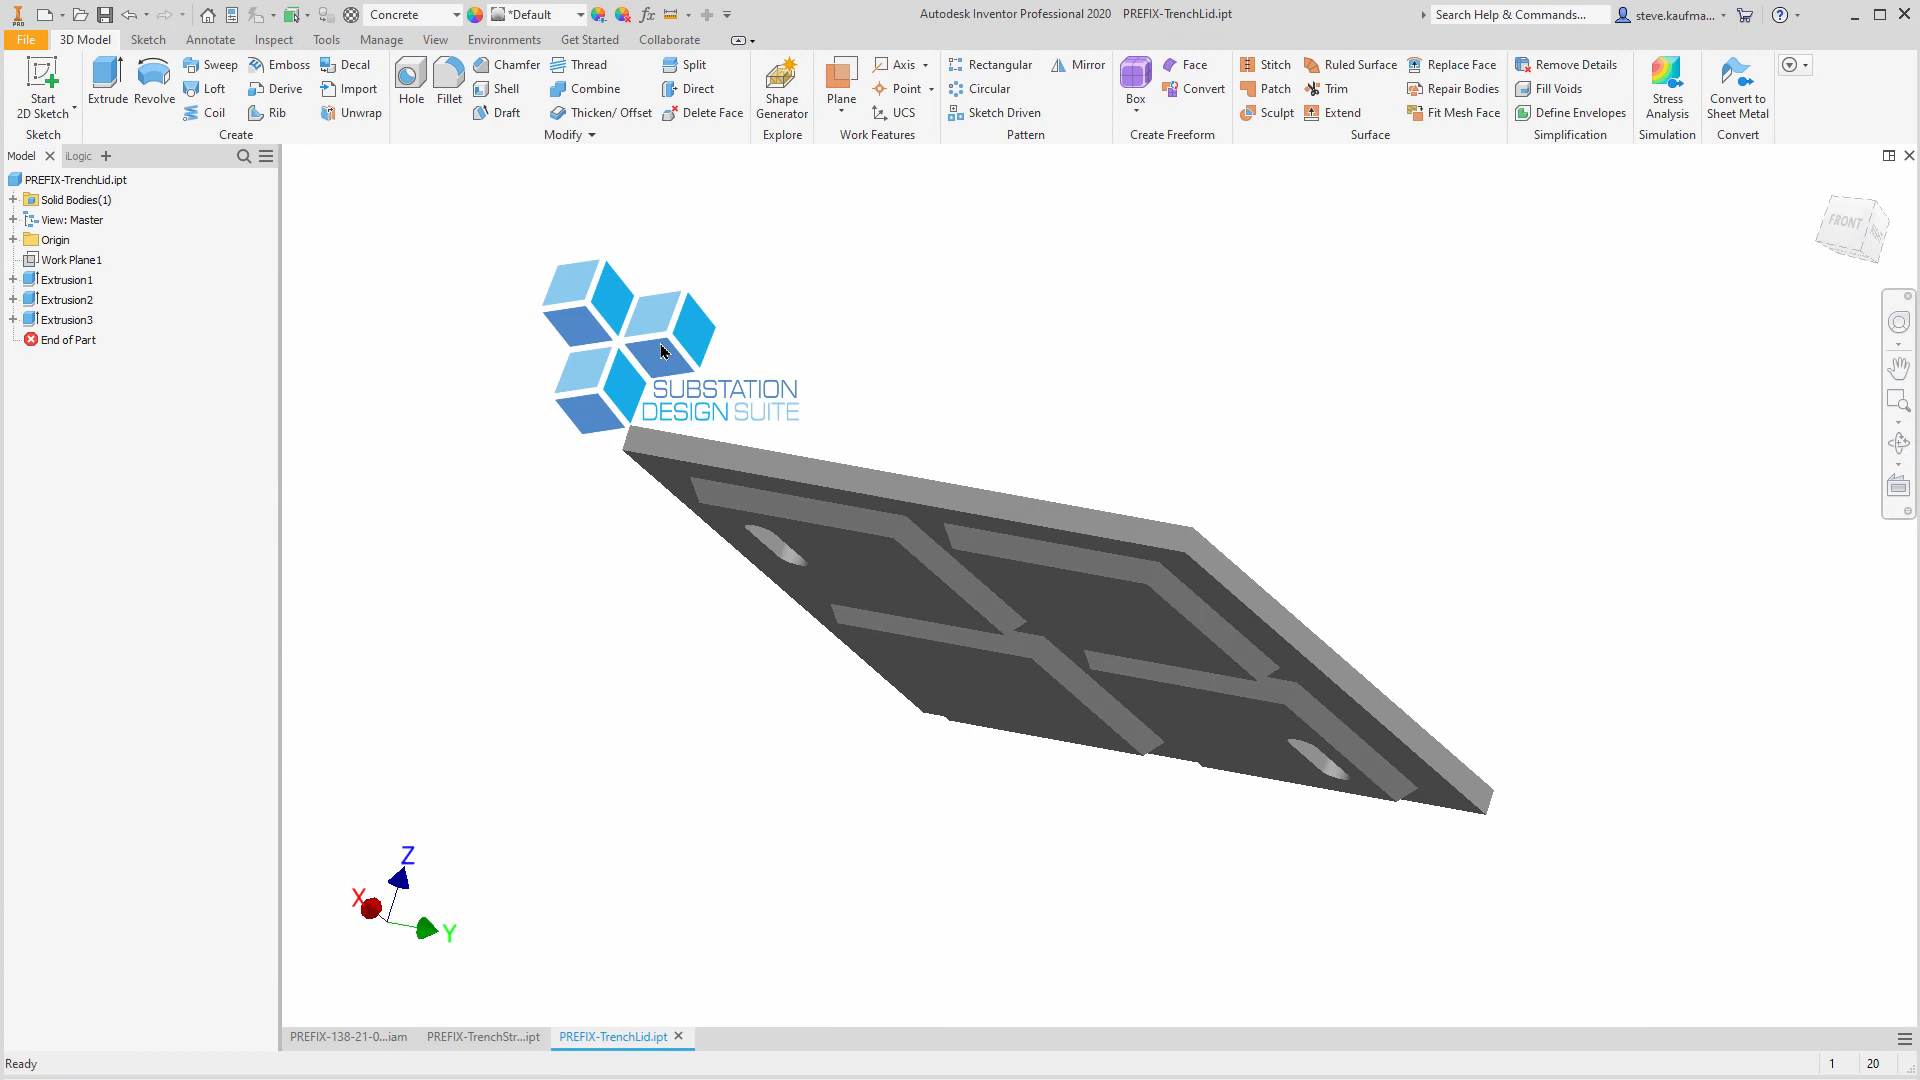 PRO
Concrete
*Default
Autodesk Inventor Professional 2020 PREFIX-TrenchLid.ipt
Search Help & Commands...
steve.kaufma...
File 3D Model Sketch Annotate Inspect Tools Manage View Environments Get Started Collaborate
Start
2D Sketch
Sketch
Extrude
Revolve
Sweep
Loft
Coil
Emboss
Derive
Rib
Decal
Import
Unwrap
Create
Hole
Fillet
Chamfer
Shell
Draft
Thread
Combine
Thicken/ Offset
Split
Direct
Delete Face
Modify
Shape
Generator
Explore
Plane
Axis
Point
UCS
Work Features
Rectangular
Circular
Sketch Driven
Mirror
Pattern
Box
Face
Convert
Create Freeform
Stitch
Patch
Sculpt
Ruled Surface
Trim
Extend
Replace Face
Repair Bodies
Fit Mesh Face
Surface
Remove Details
Fill Voids
Define Envelopes
Simplification
Stress
Analysis
Simulation
Convert to
Sheet Metal
Convert
Model
iLogic
PREFIX-TrenchLid.ipt
Solid Bodies(1)
View: Master
Origin
Work Plane1
Extrusion1
Extrusion2
Extrusion3
End of Part
FRONT
SUBSTATION
DESIGN SUITE
Z
X
Y
PREFIX-138-21-0...iam PREFIX-TrenchStr...ipt PREFIX-TrenchLid.ipt
Ready
1 20